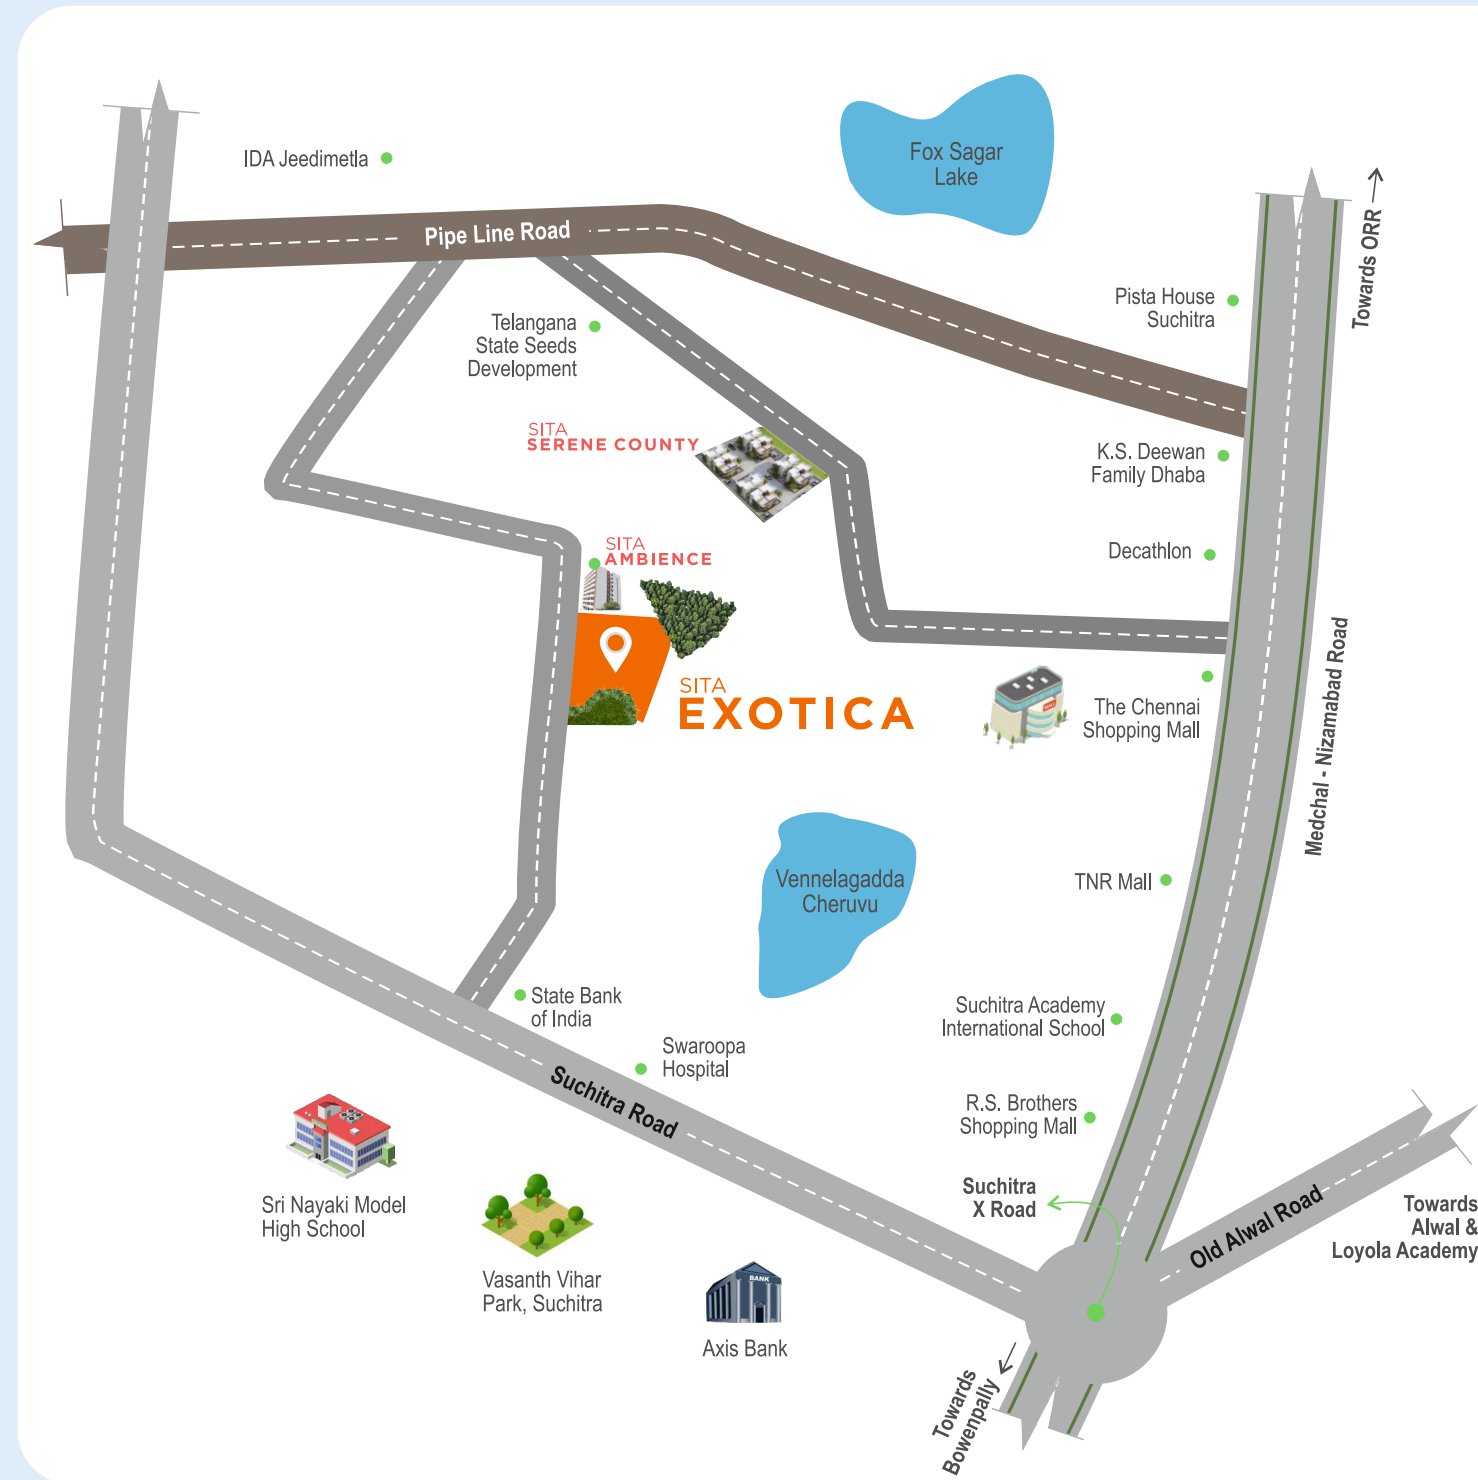 IDA Jeedimetla
Fox Sagar
Lake
Pipe Line Road
Towards ORR
Pista House
Suchitra
Telangana
State Seeds
Development
SITA
SERENE COUNTY
K.S. Deewan
Family Dhaba
SITA
AMBIENCE
Decathlon
SITA
EXOTICA
MALL
The Chennai
Shopping Mall
Medchal - Nizamabad Road
Vennelagadda
Cheruvu
TNR Mall
State Bank
of India
Suchitra Academy
International School
Swaroopa
Hospital
Suchitra Road
R.S. Brothers
Shopping Mall
Suchitra
X Road
Sri Nayaki Model
High School
Old Alwal Road
Towards
Alwal &
Loyola Academy
Vasanth Vihar
Park, Suchitra
BANK
Axis Bank
Towards
Bowenpally